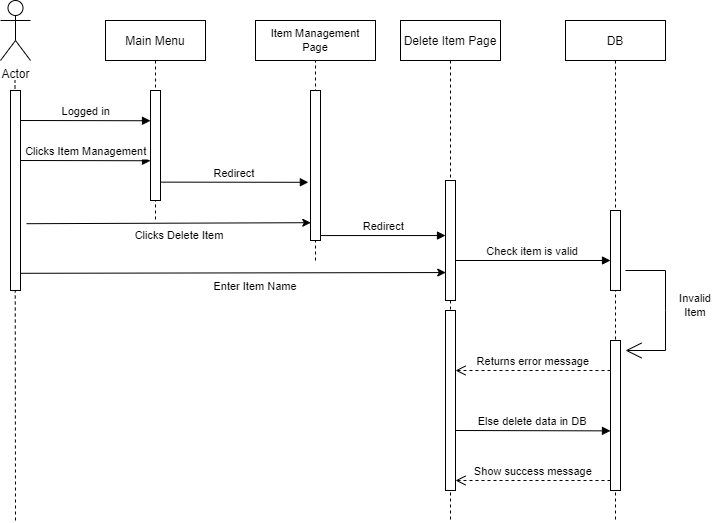 Main Menu
Item Management
Page
Delete Item Page
DB
Actor
Logged in
Clicks Item Management
Redirect
Clicks Delete Item
Redirect
Check item is valid
Enter Item Name
Invalid
Item
Returns error message
Else delete data in DB
Show success message